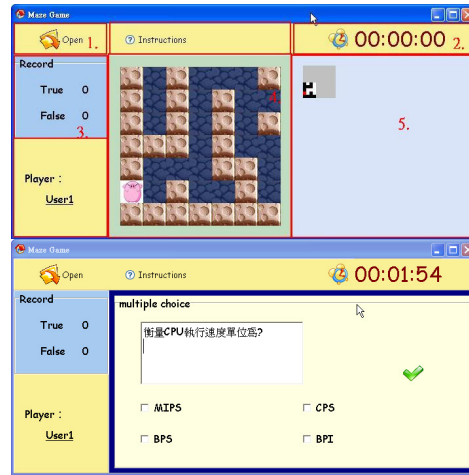 Maze Game
Open 1.
Instructions
00:00:00 2.
Record
True 0
False 0
3.
4.
5.
Player :
User1
Maze Game
Open
Instructions
00:01:54
Record
True 0
False 0
Player :
User1
multiple choice
衡量CPU執行速度單位為?
MIPS
CPS
BPS
BPI